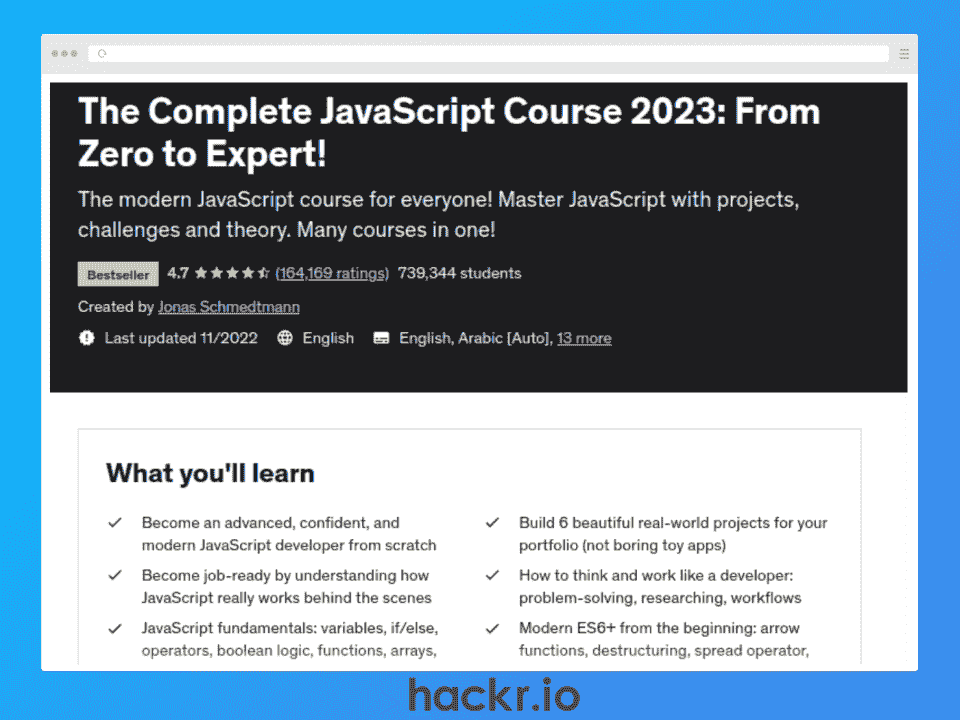 The Complete JavaScript Course 2023: From
Zero to Expert!
The modern JavaScript course for everyone! Master JavaScript with projects,
challenges and theory. Many courses in one!
Bestseller 4.7 (164,169 ratings) 739,344 students
Created by Jonas Schmedtmann
Last updated 11/2022 English English, Arabic [Auto], 13 more
What you'll learn
Become an advanced, confident, and
modern JavaScript developer from scratch
Become job-ready by understanding how
JavaScript really works behind the scenes
JavaScript fundamentals: variables, if/else,
operators, boolean logic, functions, arrays,
Build 6 beautiful real-world projects for your
portfolio (not boring toy apps)
How to think and work like a developer:
problem-solving, researching, workflows
Modern ES6+ from the beginning: arrow
functions, destructuring, spread operator,
hackr.io